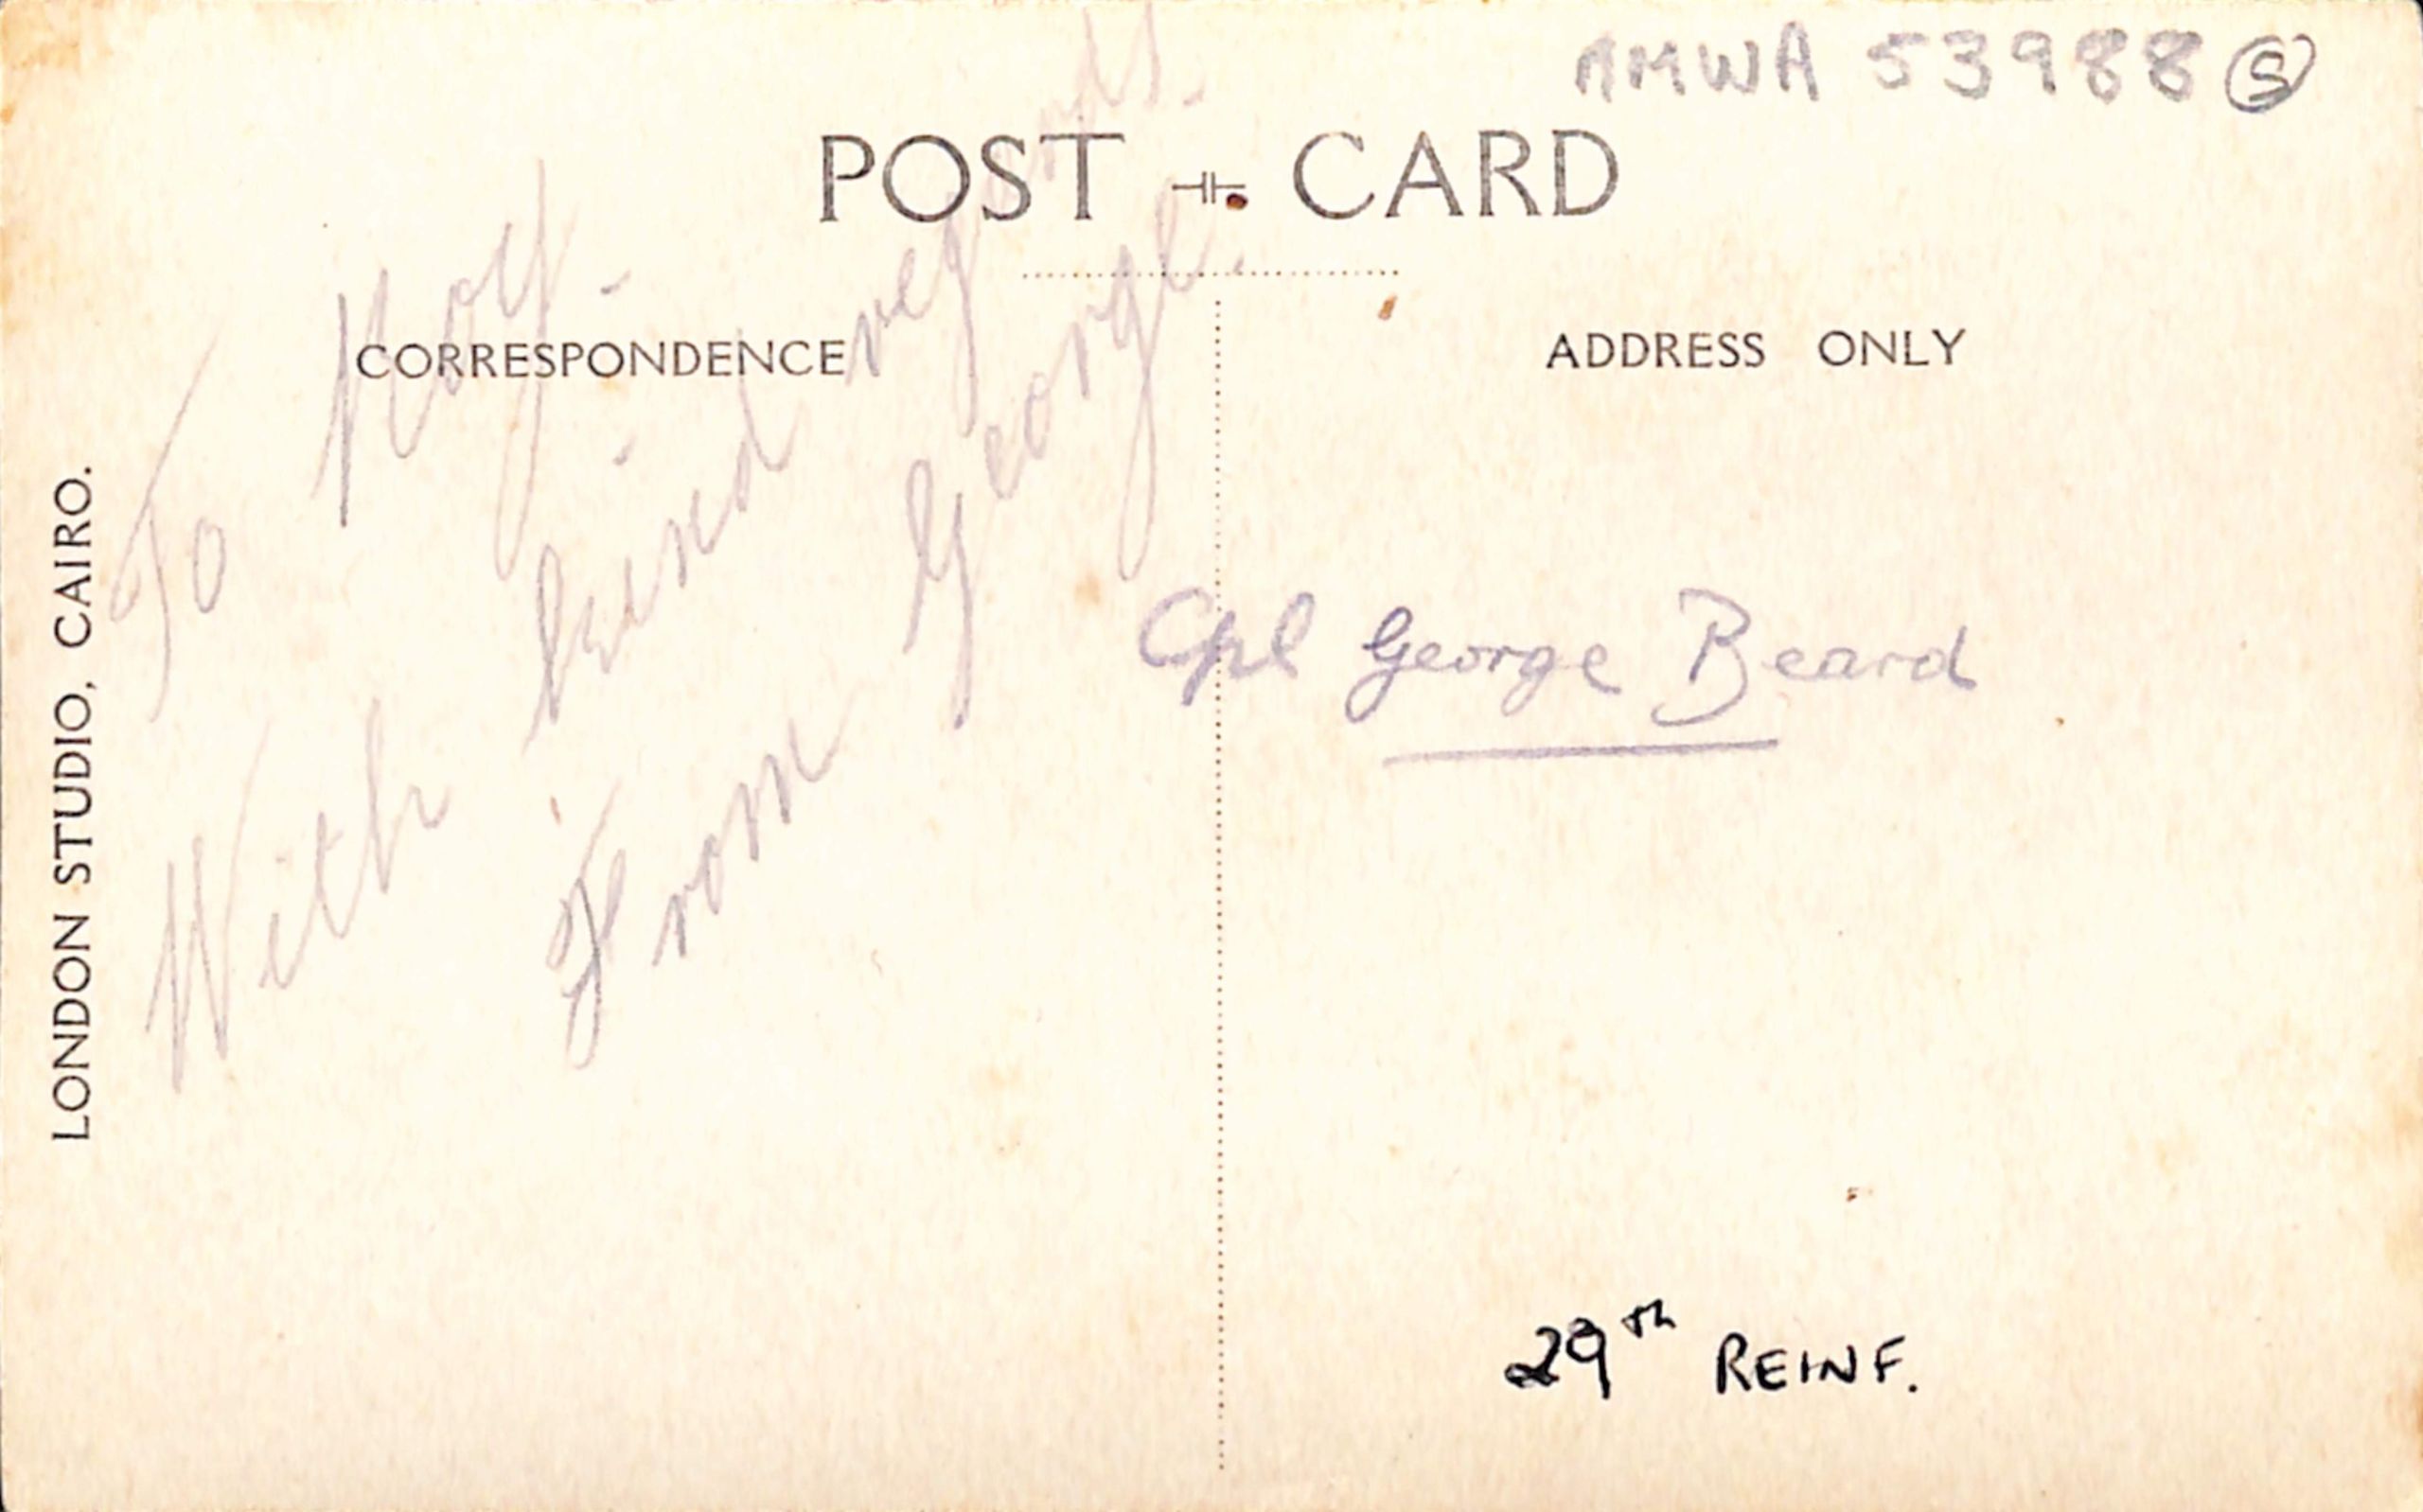 AMWA 53988 S
POST CARD
CORRESPONDENCE
ADDRESS ONLY
LONDON STUDIO, CAIRO.
To
With kind regards.
From George.
Cpl George Beard
29th REINF.